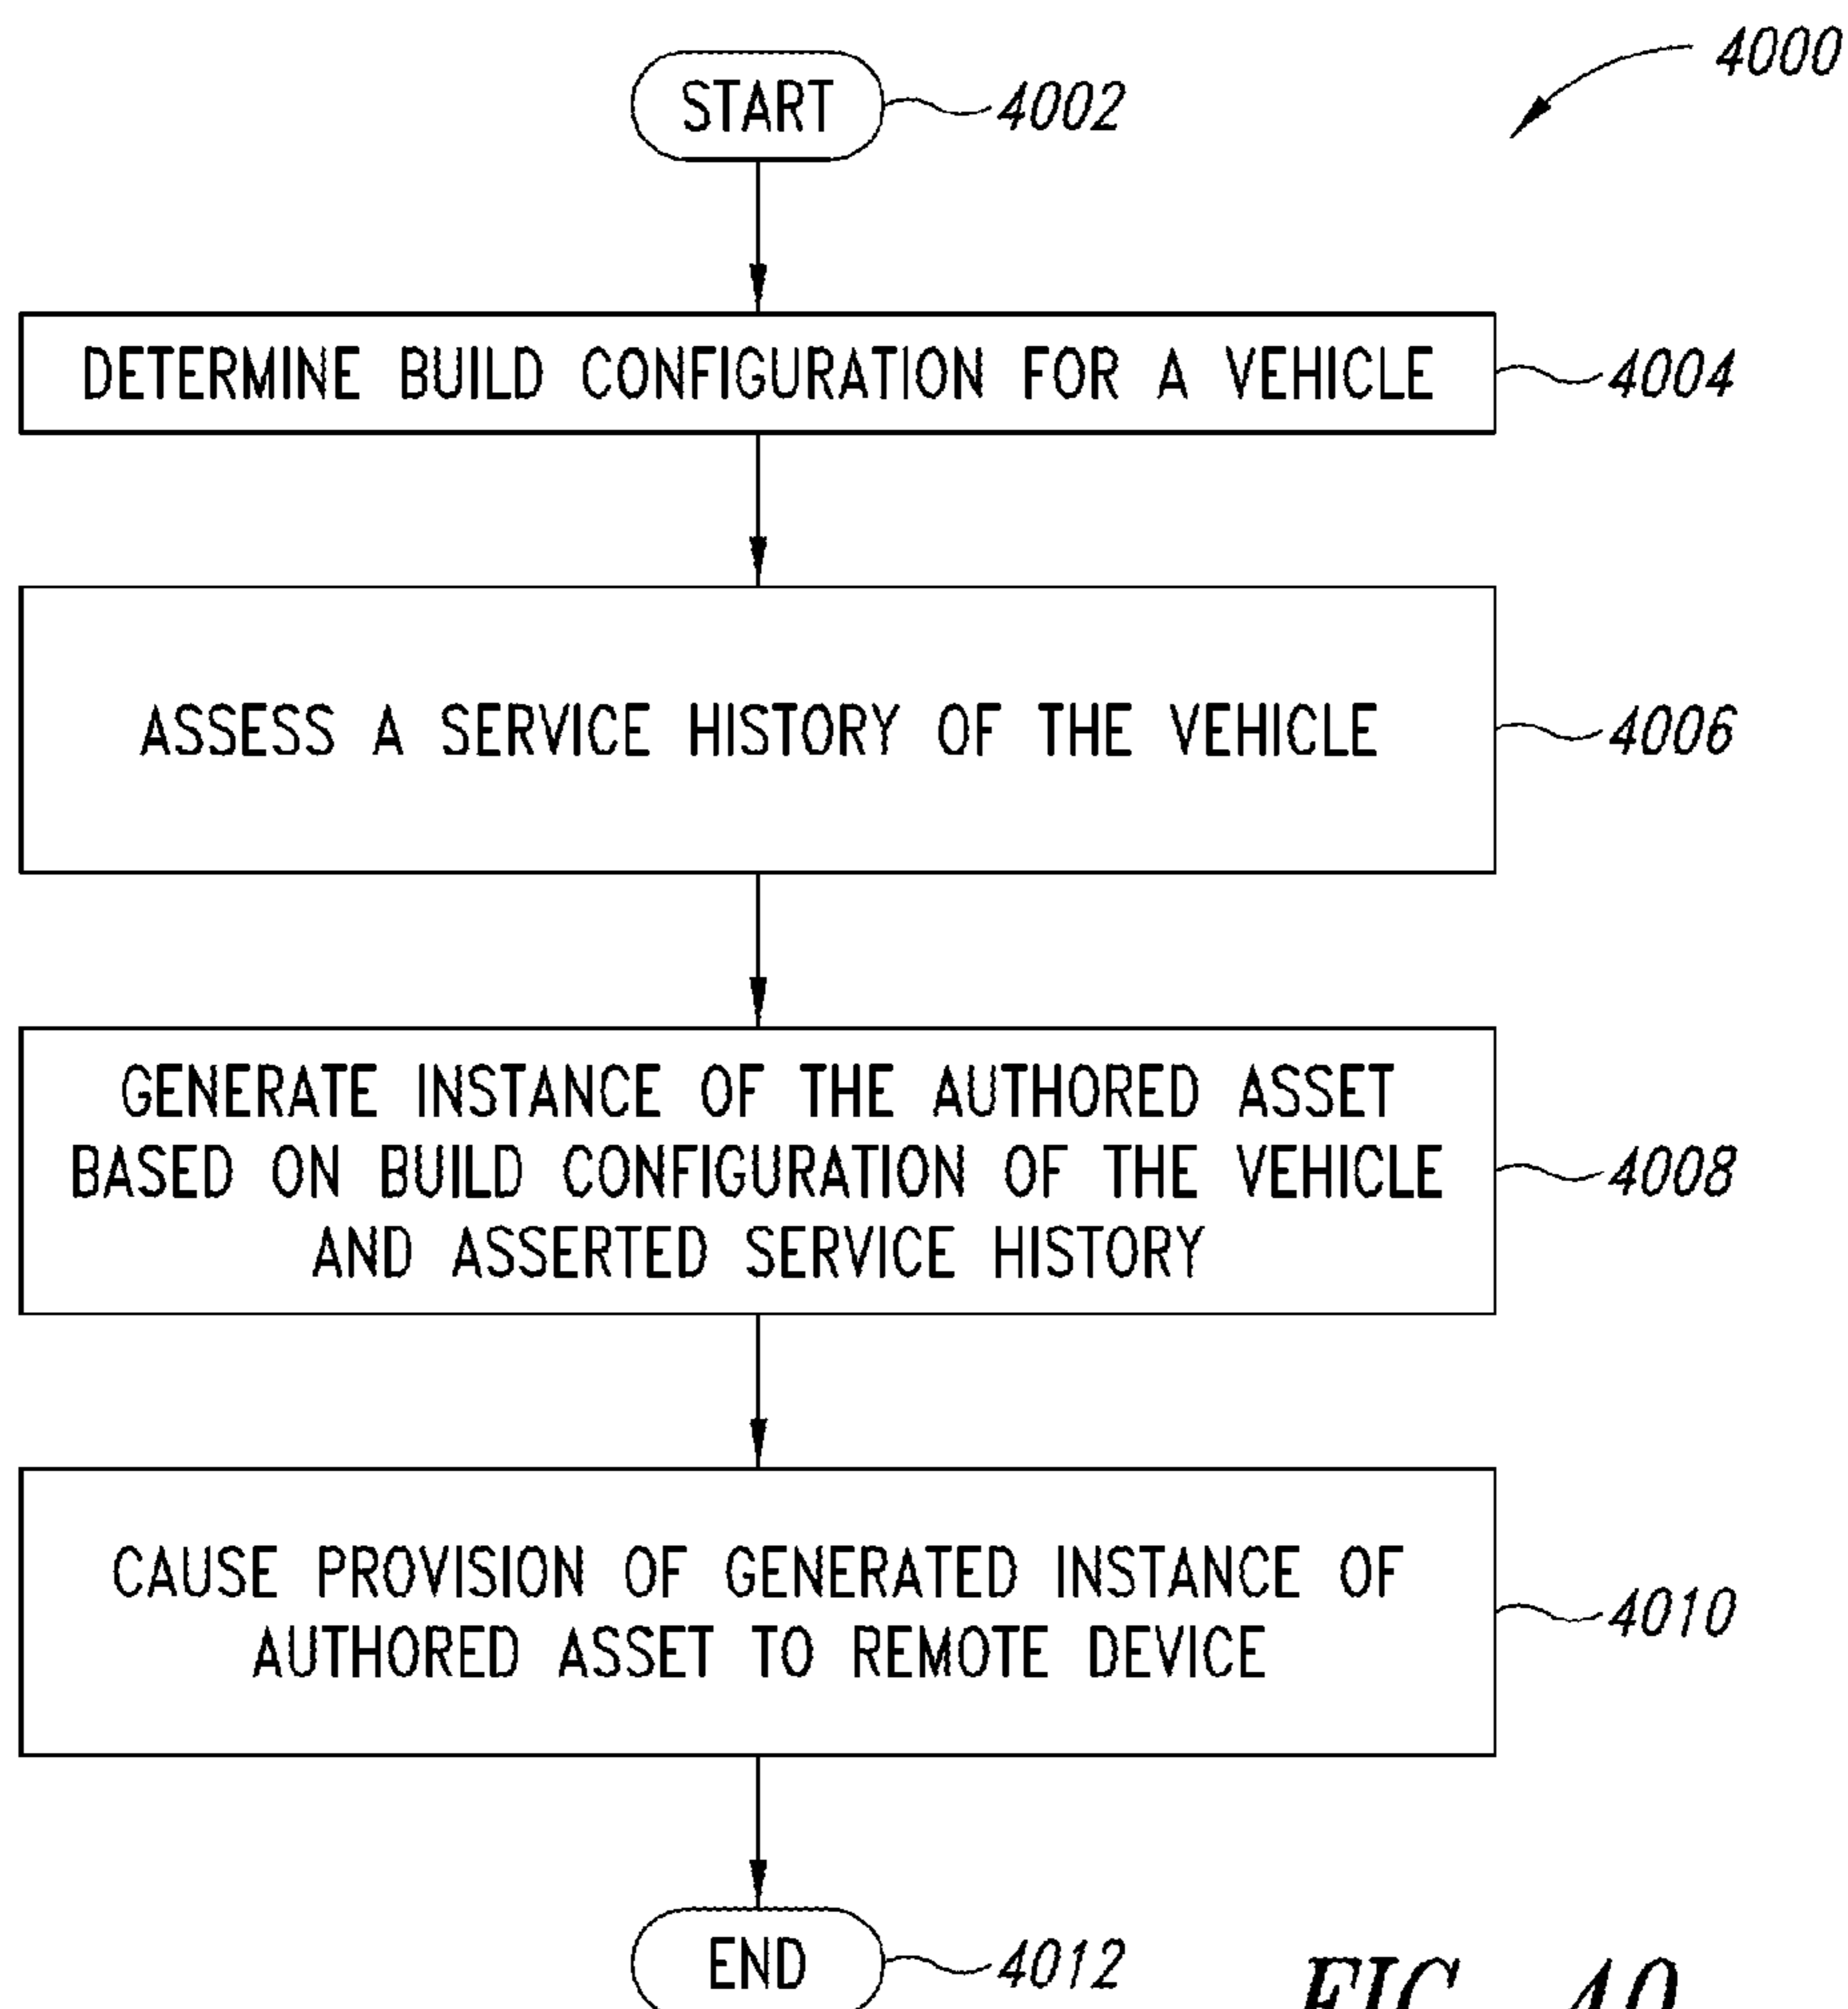 4000
START
4002
DETERMINE BUILD CONFIGURATION FOR A VEHICLE
4004
ASSESS A SERVICE HISTORY OF THE VEHICLE
4006
GENERATE INSTANCE OF THE AUTHORED ASSET
BASED ON BUILD CONFIGURATION OF THE VEHICLE
AND ASSERTED SERVICE HISTORY
4008
CAUSE PROVISION OF GENERATED INSTANCE OF
AUTHORED ASSET TO REMOTE DEVICE
4010
END
4012
FIG. 40